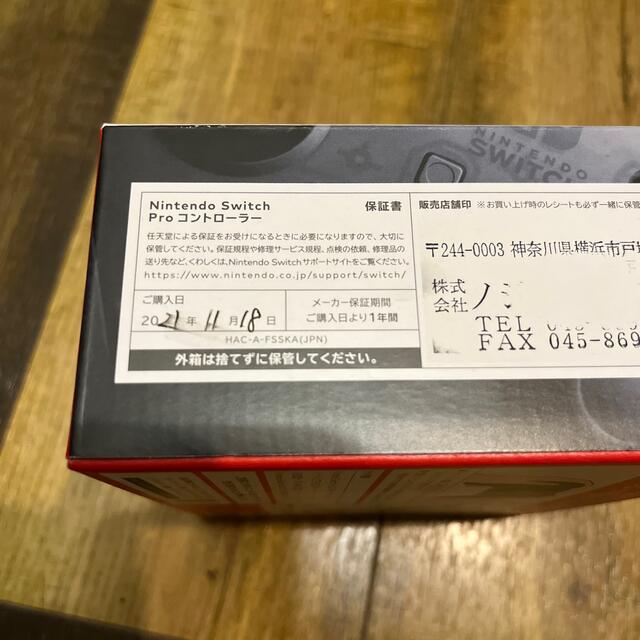 NINTENDO
SWITCH
Nintendo Switch
Pro コントローラー
保証書
任天堂による保証をお受けになるときに必要になりますので、大切に
保管してください。保証規程や修理サービス規程、点検の依頼、修理品の
送り先など、くわしくは、Nintendo Switchサポートサイトをご覧ください。
https://www.nintendo.co.jp/support/switch/
ご購入日
2021年11月18日
メーカー保証期間
ご購入日より1年間
HAC-A-FSSKA(JPN)
外箱は捨てずに保管してください。
販売店舗印 ※お買い上げ時のレシートも必ず一緒に保管
〒244-0003 神奈川県横浜市戸
株式
会社
ノ
TEL
FAX 045-869